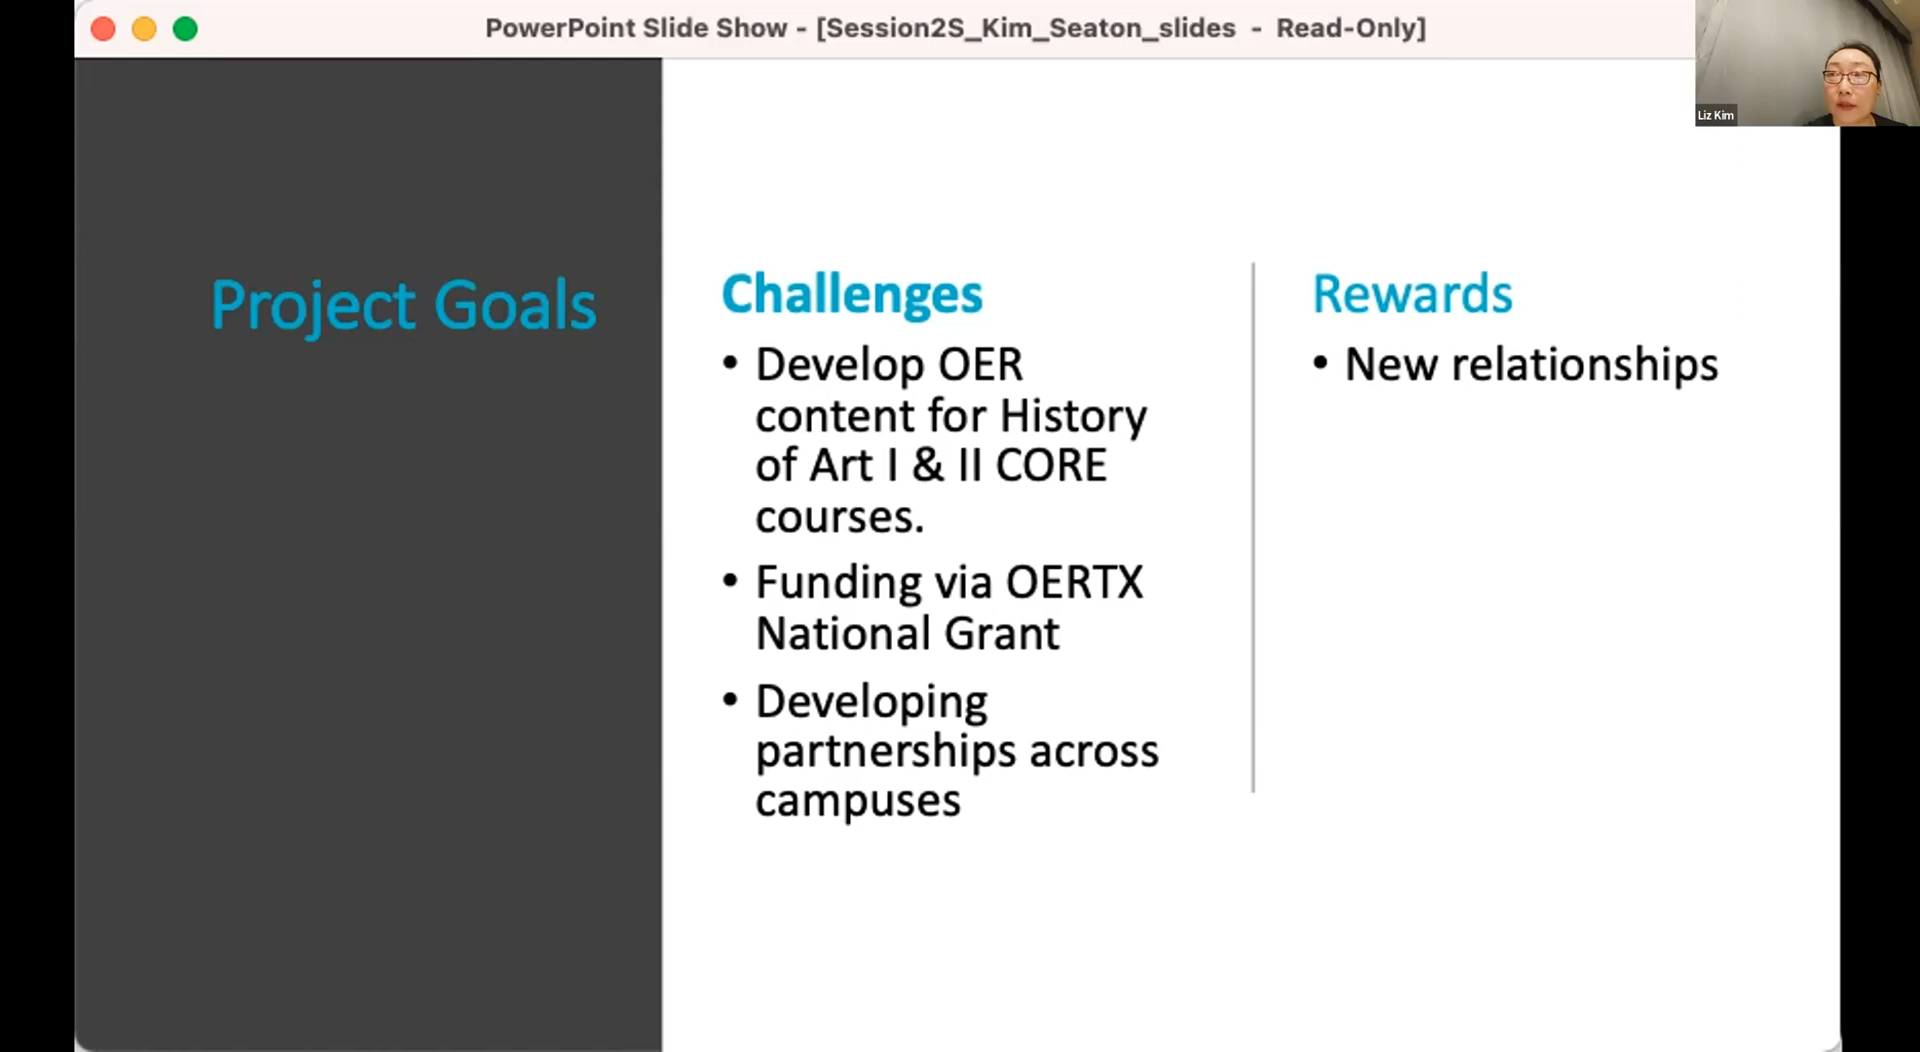 PowerPoint Slide Show - [Session2S_Kim_Seaton_slides - Read-Only]
Liz Kim
Project Goals
Challenges
• Develop OER
content for History
of Art I & II CORE
courses.
• Funding via OERTX
National Grant
• Developing
partnerships across
campuses
Rewards
• New relationships